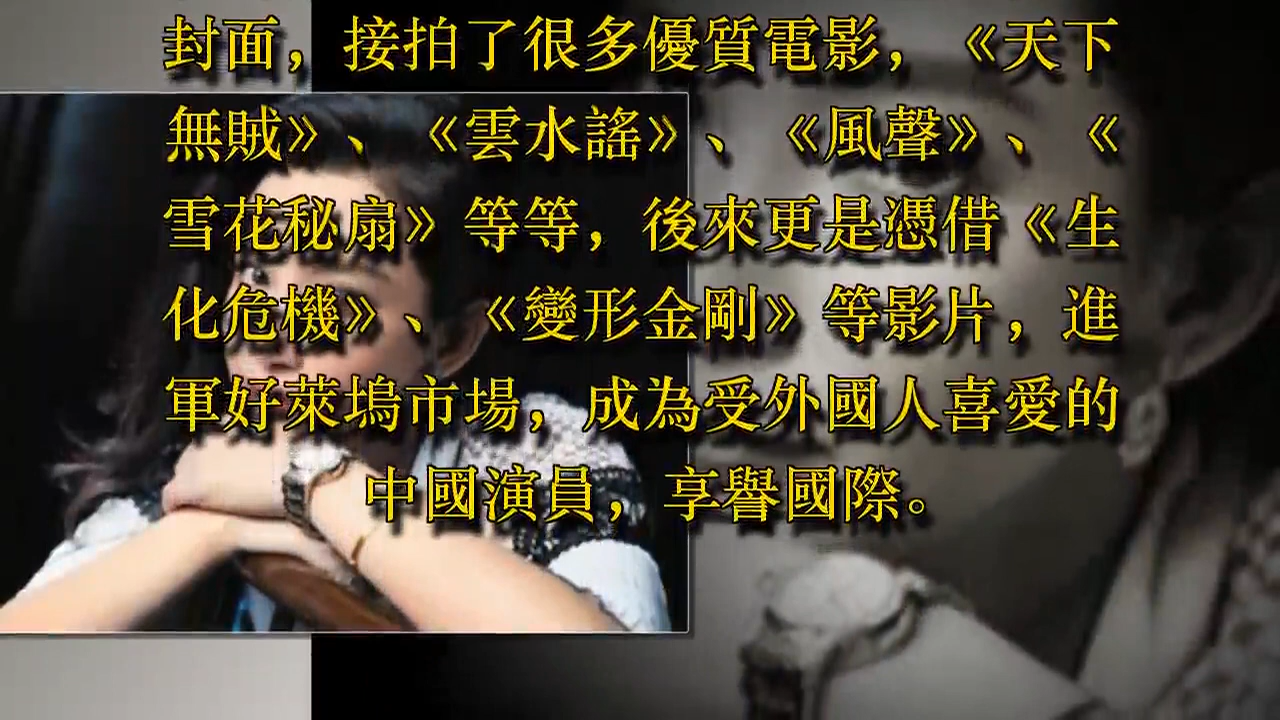 封面，接拍了很多優質電影，《天下
無賊》、《雲水謠》、《風聲》、《
雪花秘扇》等等，後來更是憑借《生
化危機》、《變形金剛》等影片，進
軍好萊塢市場，成為受外國人喜愛的
中國演員，享譽國際。